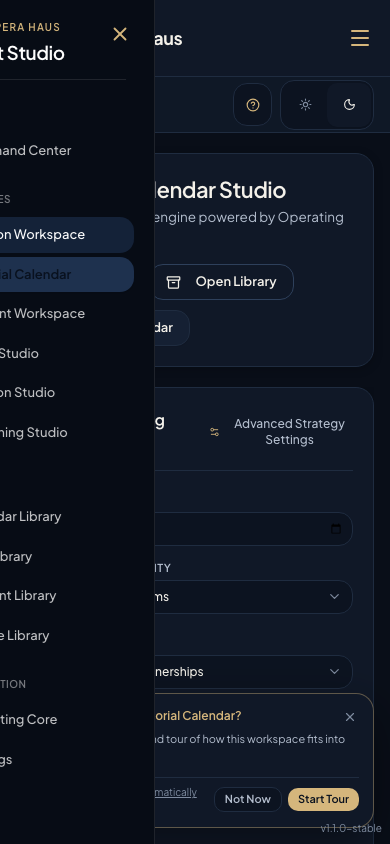 PERA HAUS
t Studio
aus
and Center
ES
on Workspace
ial Calendar
nt Workspace
Studio
on Studio
ning Studio
dar Library
ibrary
nt Library
e Library
TION
ting Core
gs
lendar Studio
engine powered by Operating
Open Library
dar
g
Advanced Strategy
Settings
ITY
ms
nerships
orial Calendar?
d tour of how this workspace fits into
matically
Not Now
Start Tour
v1.1.0-stable